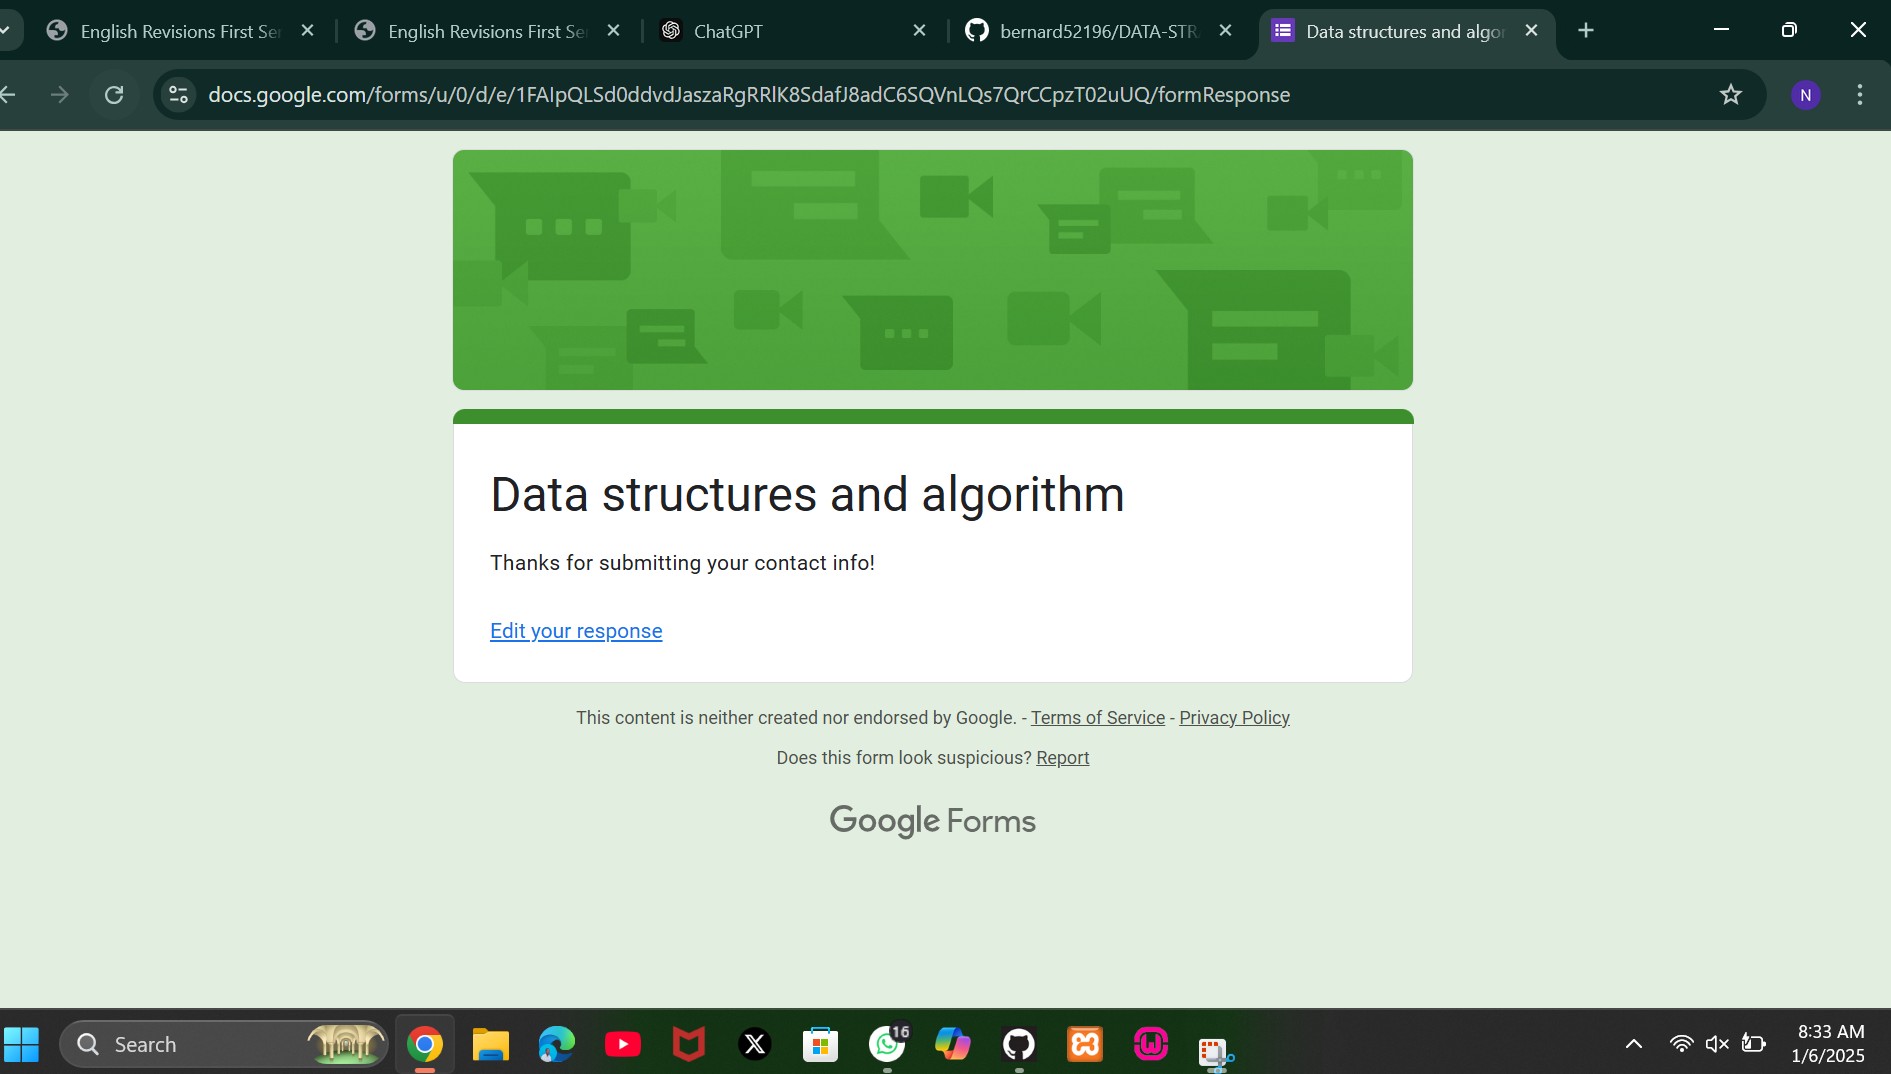 English Revisions First Se
English Revisions First Se
ChatGPT
bernard52196/DATA-STR
Data structures and algor
docs.google.com/forms/u/0/d/e/1FAIpQLSd0ddvdJaszaRgRRlK8SdafJ8adC6SQVnLQs7QrCCpzT02uUQ/formResponse
N
Data structures and algorithm
Thanks for submitting your contact info!
Edit your response
This content is neither created nor endorsed by Google. - Terms of Service - Privacy Policy
Does this form look suspicious? Report
Google Forms
Search
16
8:33 AM
1/6/2025